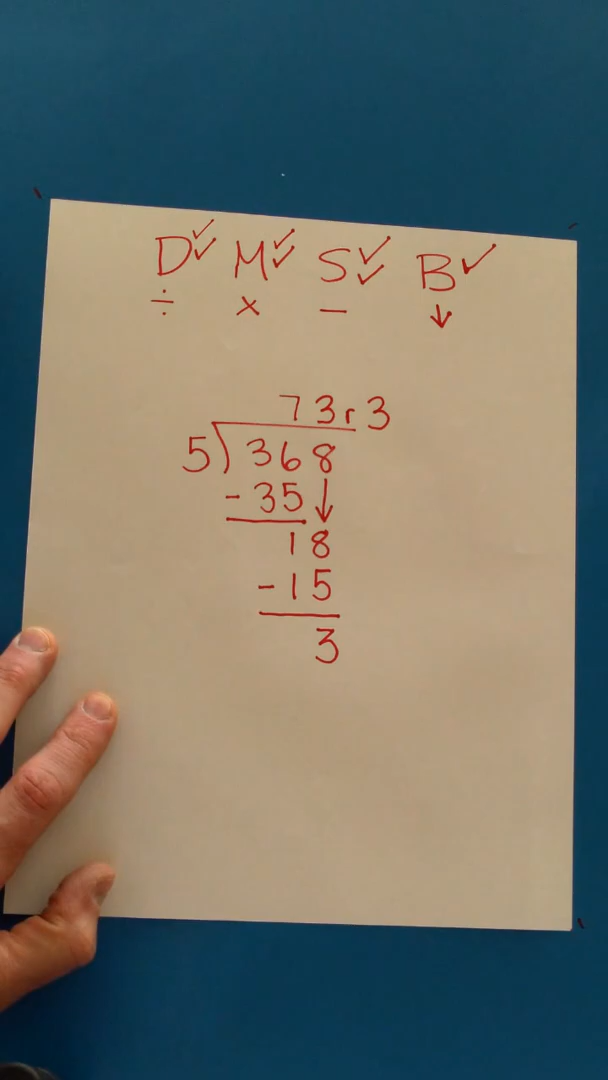 D✓✓ M✓✓ S✓✓ B✓
÷ × − ↓
73r3
5)368
-35↓
18
-15
3